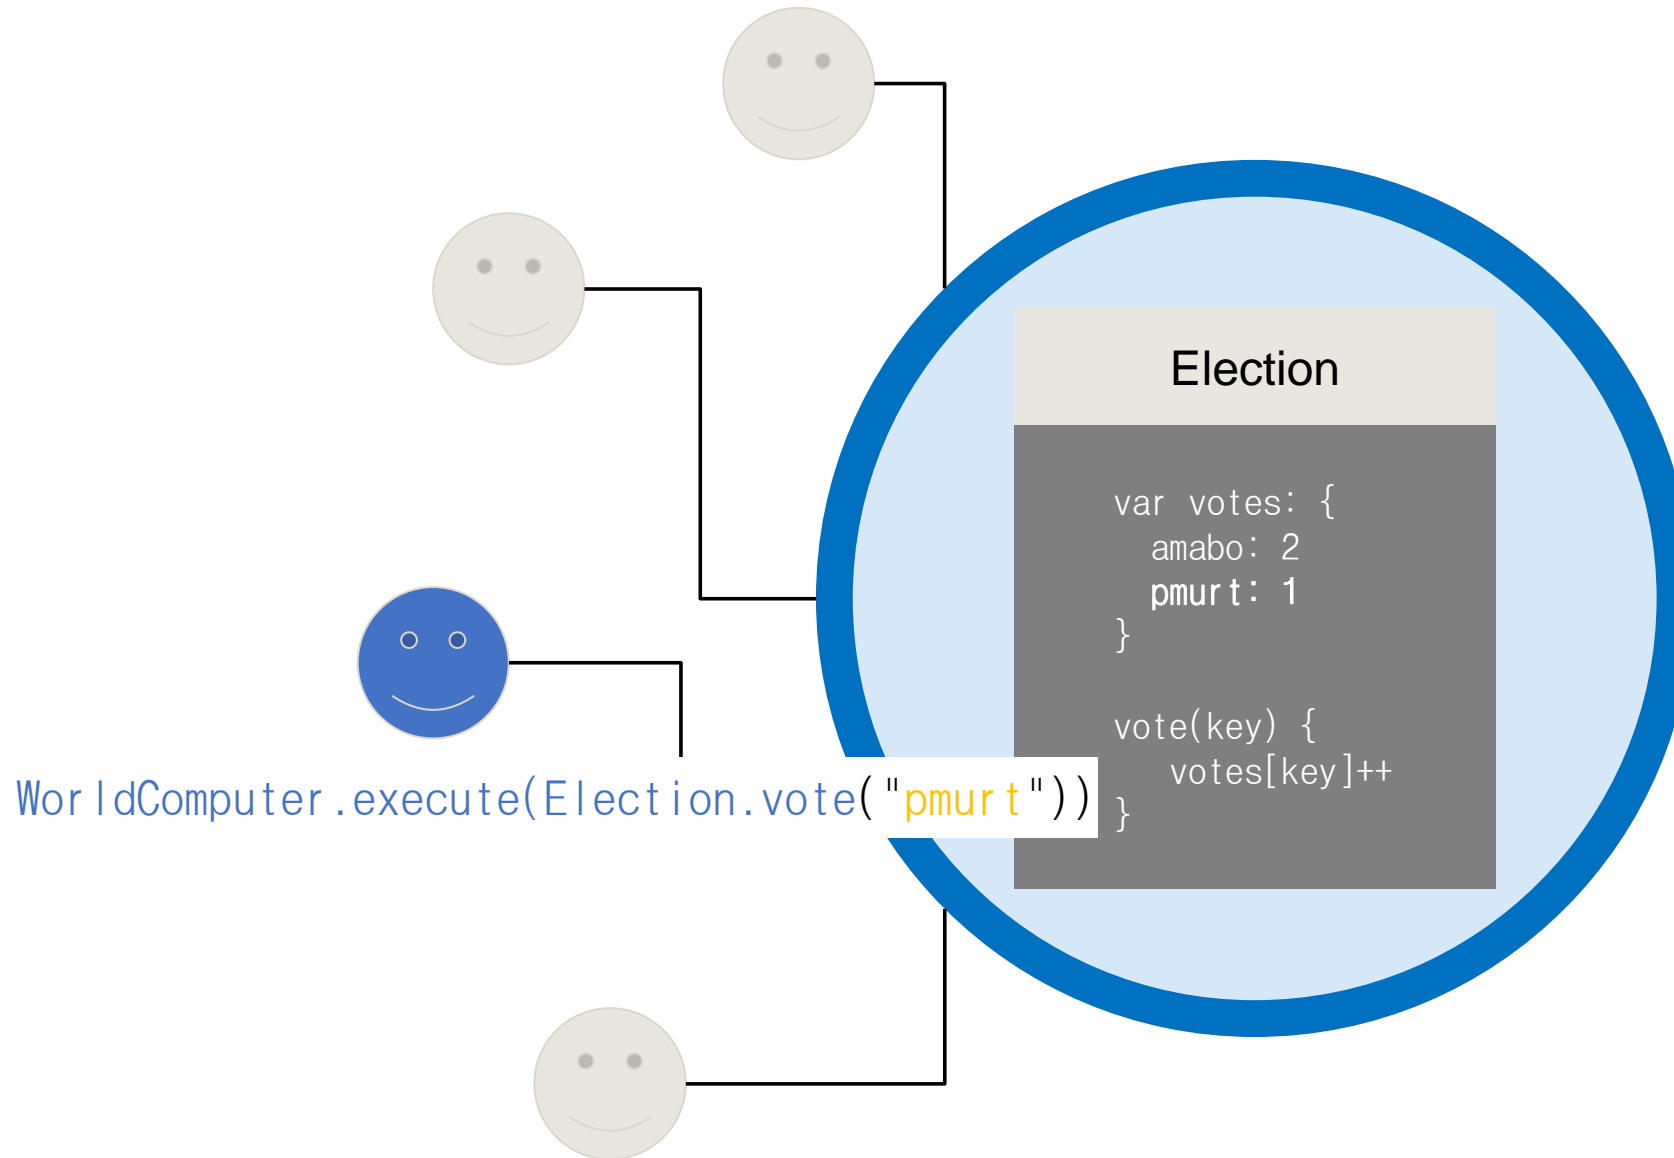 Election
var votes: {
amabo: 2
pmurt: 1
}
vote(key) {
votes[key]++
}
WorldComputer.execute(Election.vote("pmurt"))